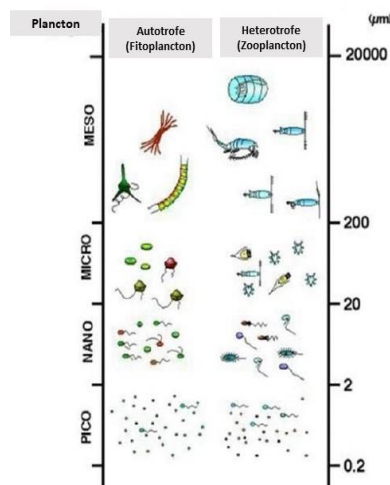 Plancton
Autotrofe
(Fitoplancton)
Heterotrofe
(Zooplancton)
(µm)
20000
MESO
200
MICRO
20
NANO
2
PICO
0.2